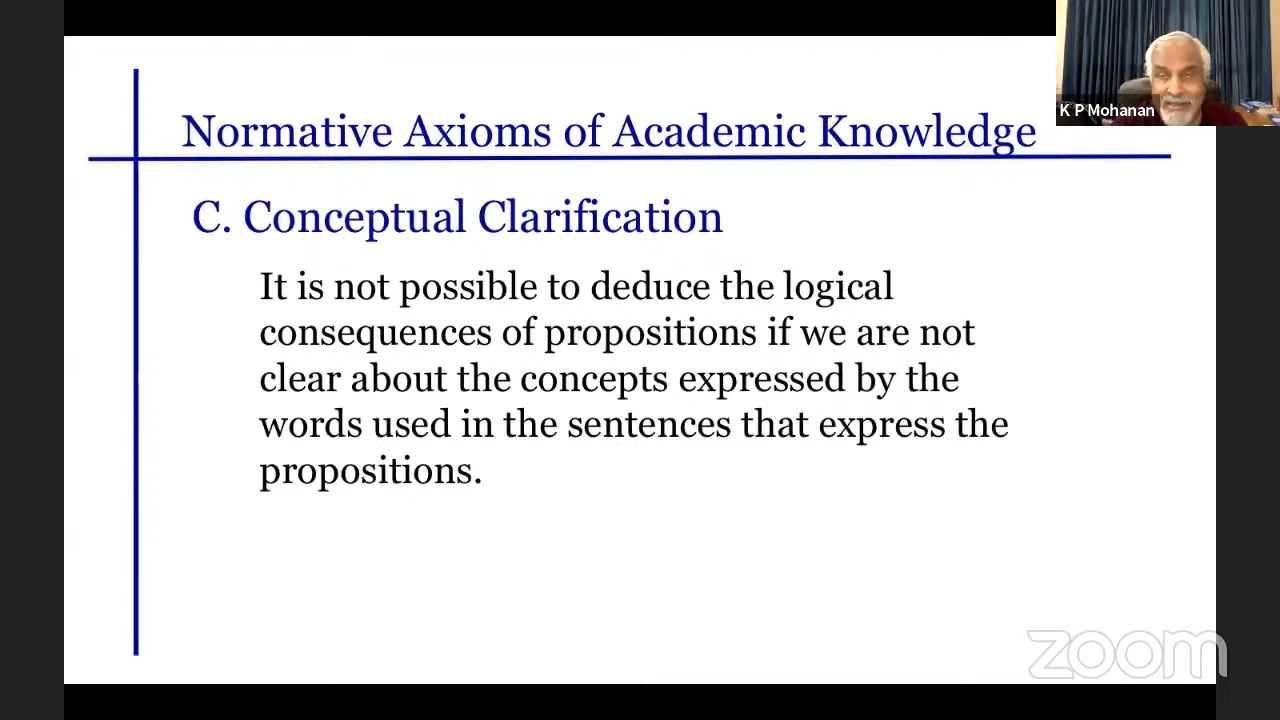 Normative Axioms of Academic Knowledge
K P Mohanan
C. Conceptual Clarification
It is not possible to deduce the logical
consequences of propositions if we are not
clear about the concepts expressed by the
words used in the sentences that express the
propositions.
zoom